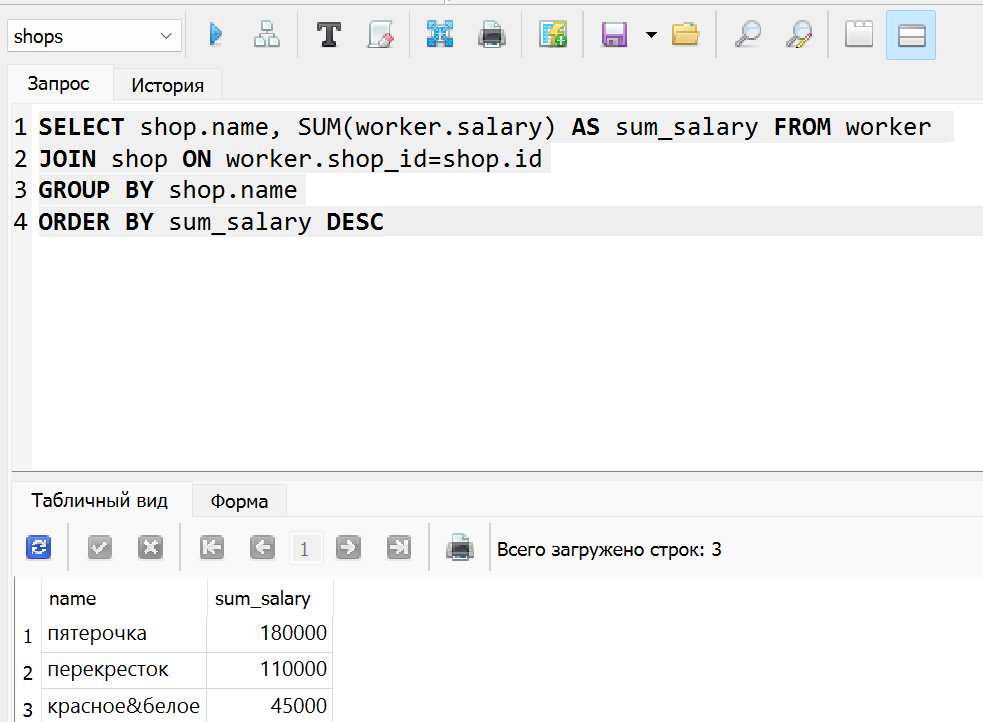 shops
Запрос
История
1 SELECT shop.name, SUM(worker.salary) AS sum_salary FROM worker
2 JOIN shop ON worker.shop_id=shop.id
3 GROUP BY shop.name
4 ORDER BY sum_salary DESC
Табличный вид
Форма
1
Всего загружено строк: 3
name sum_salary
1 пятерочка 180000
2 перекресток 110000
3 красное&белое 45000